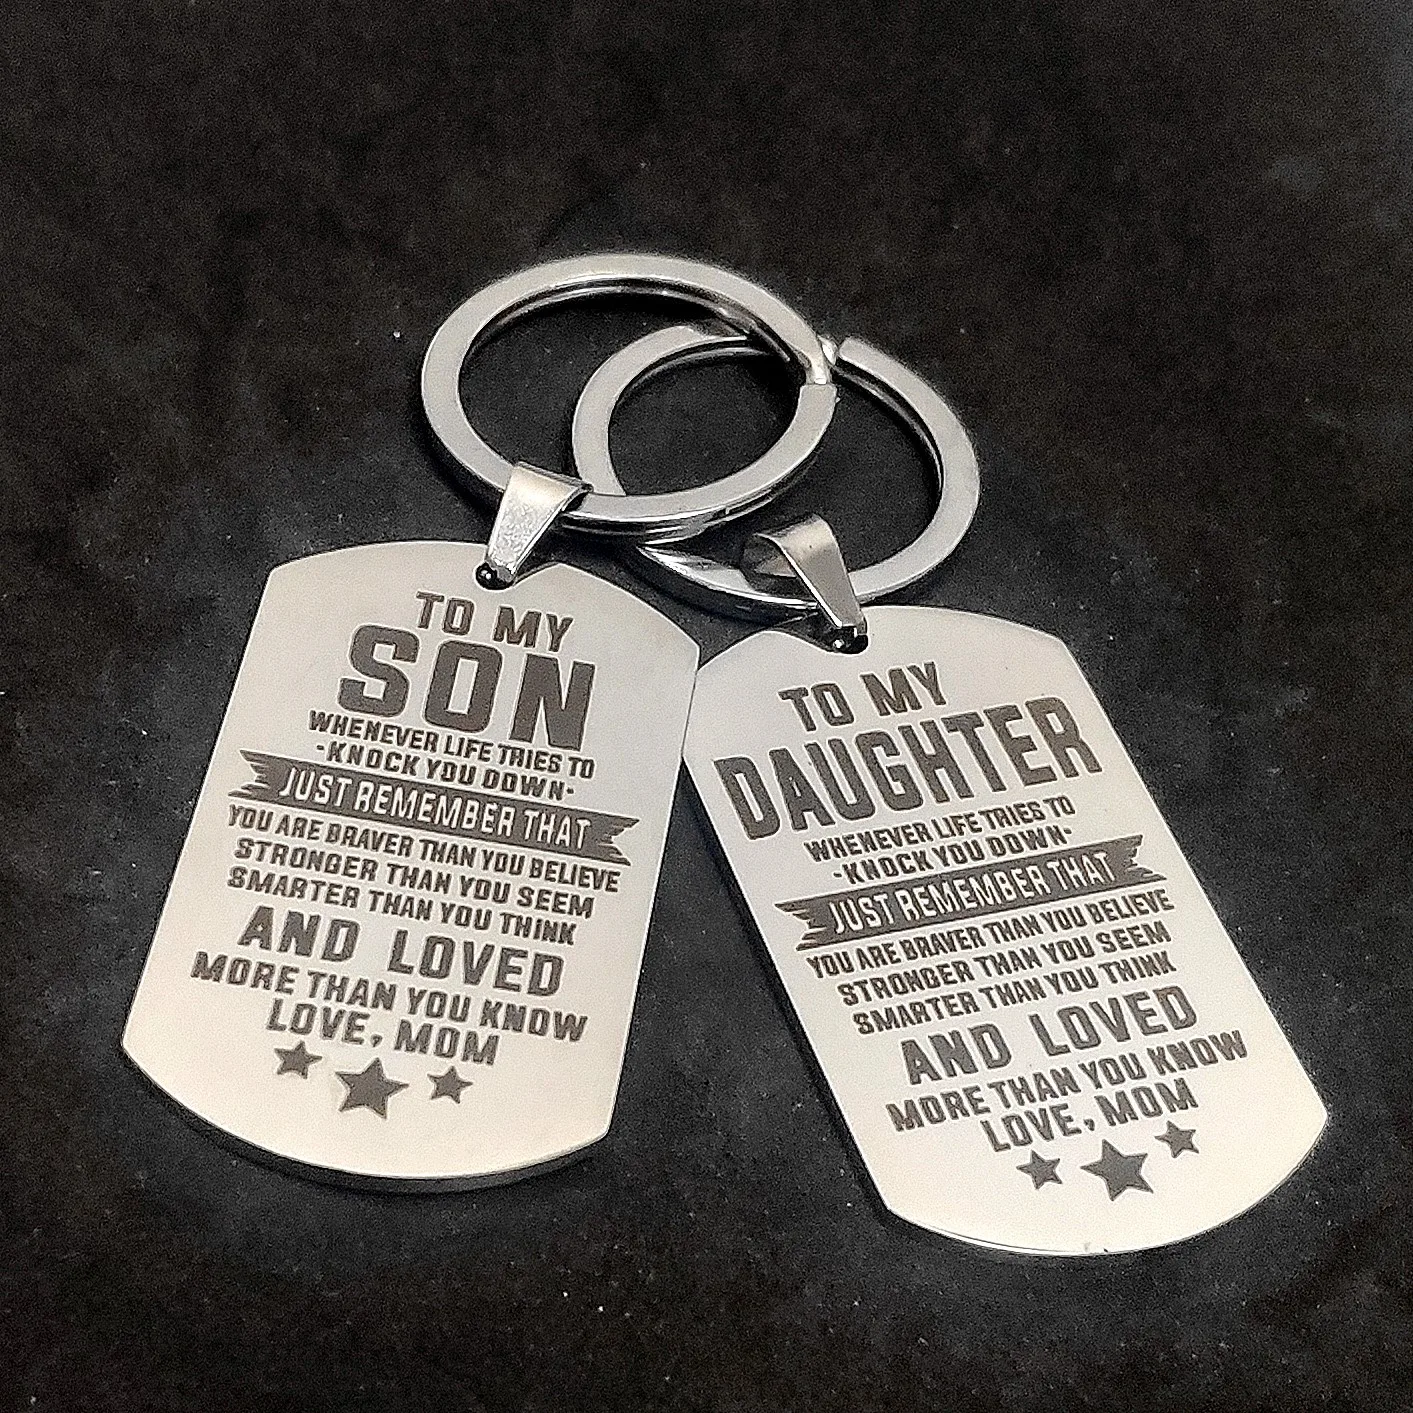 TO MY
SON
WHENEVER LIFE TRIES TO
-KNOCK YOU DOWN-
JUST REMEMBER THAT
YOU ARE BRAVER THAN YOU BELIEVE
STRONGER THAN YOU SEEM
SMARTER THAN YOU THINK
AND LOVED
MORE THAN YOU KNOW
LOVE, MOM
TO MY
DAUGHTER
WHENEVER LIFE TRIES TO
-KNOCK YOU DOWN-
JUST REMEMBER THAT
YOU ARE BRAVER THAN YOU BELIEVE
STRONGER THAN YOU SEEM
SMARTER THAN YOU THINK
AND LOVED
MORE THAN YOU KNOW
LOVE, MOM